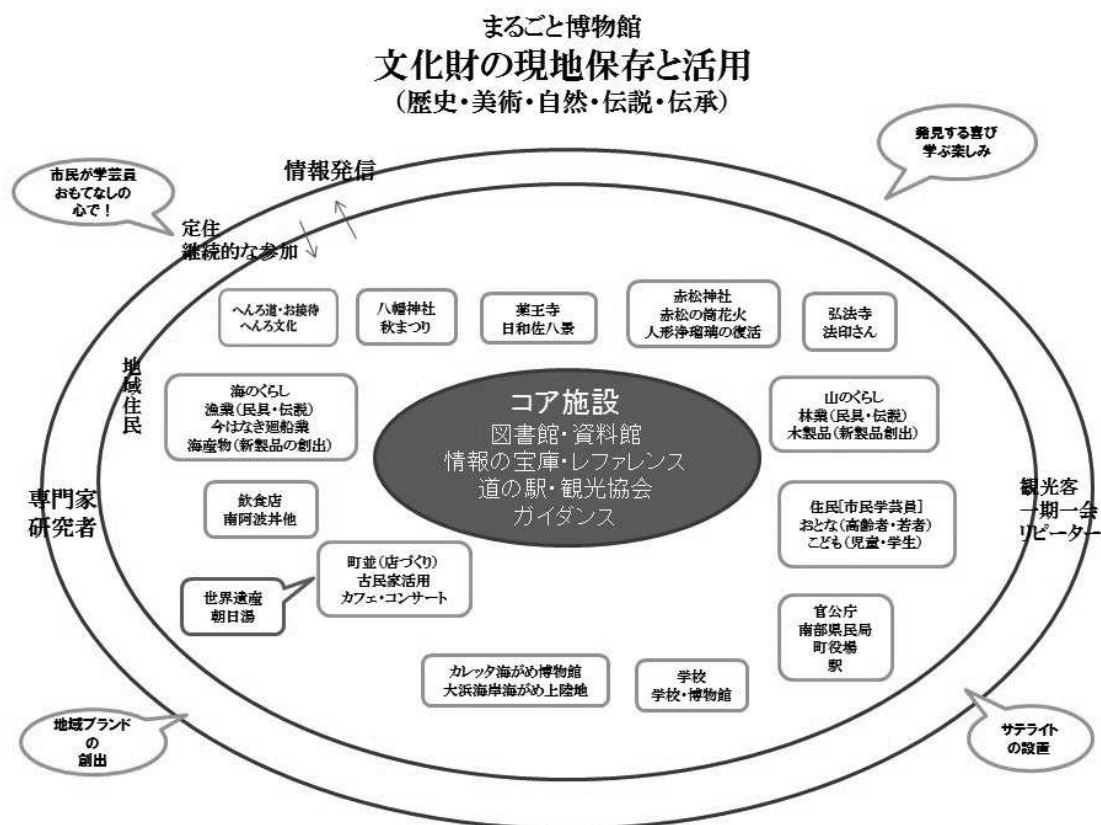 まるごと博物館
文化財の現地保存と活用
(歴史・美術・自然・伝説・伝承)
発見する喜び
学ぶ楽しみ
市民が学芸員
おもてなしの
心で!
情報発信
定住
継続的な参加
へんろ道・お接待
へんろ文化
八幡神社
秋まつり
薬王寺
日和佐八景
赤松神社
赤松の筒花火
人形浄瑠璃の復活
弘法寺
法印さん
地域住民
海のくらし
漁業(民具・伝説)
今はなき廻船業
海産物(新製品の創出)
コア施設
図書館・資料館
情報の宝庫・レファレンス
道の駅・観光協会
ガイダンス
山のくらし
林業(民具・伝説)
木製品(新製品創出)
専門家
研究者
飲食店
南阿波丼他
住民[市民学芸員]
おとな(高齢者・若者)
こども(児童・学生)
観光客
一期一会
リピーター
町並(店づくり)
古民家活用
カフェ・コンサート
世界遺産
朝日湯
官公庁
南部県民局
町役場
駅
カレッタ海がめ博物館
大浜海岸海がめ上陸地
学校
学校・博物館
地域ブランド
の
創出
サテライト
の設置